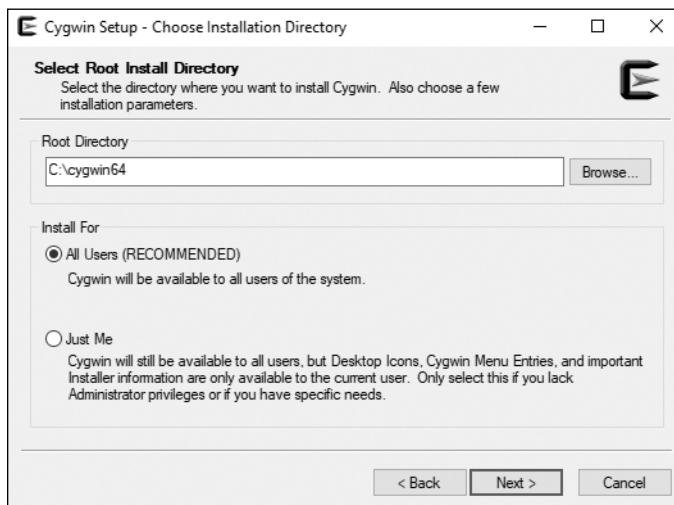 Cygwin Setup - Choose Installation Directory
Select Root Install Directory
Select the directory where you want to install Cygwin. Also choose a few
installation parameters.
Root Directory
C:\cygwin64
Browse...
Install For
All Users (RECOMMENDED)
Cygwin will be available to all users of the system.
Just Me
Cygwin will still be available to all users, but Desktop Icons, Cygwin Menu Entries, and important
Installer information are only available to the current user. Only select this if you lack
Administrator privileges or if you have specific needs.
< Back
Next >
Cancel